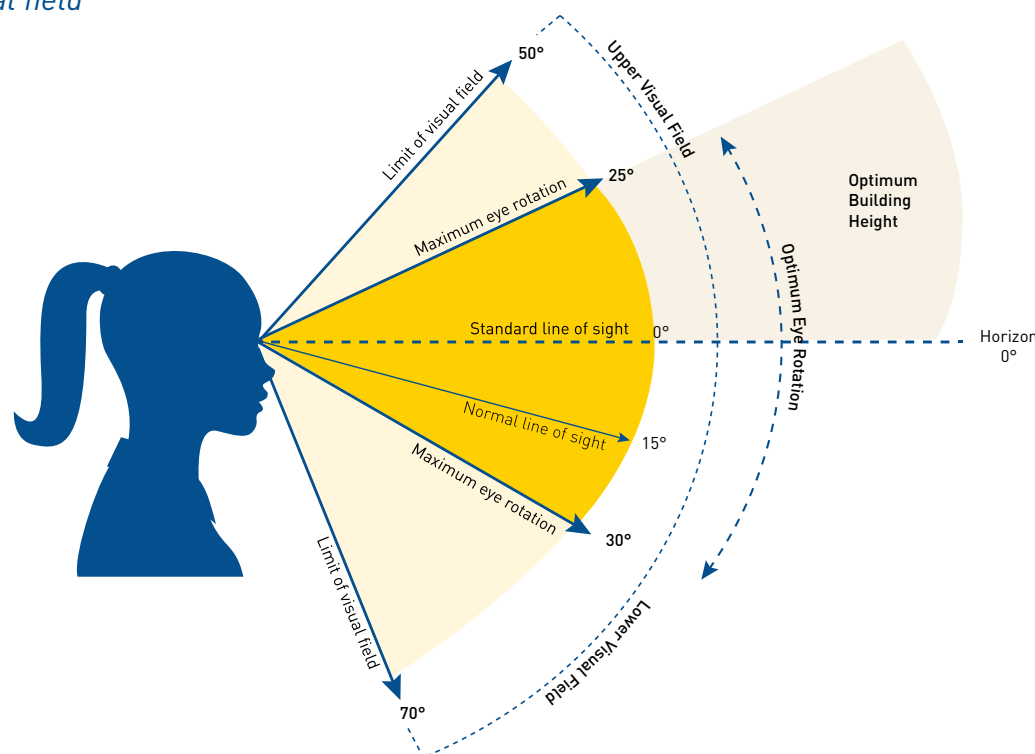 field
50°
Upper Visual Field
Limit of visual field
25°
Maximum eye rotation
Optimum
Building
Height
Optimum Eye Rotation
Standard line of sight
0°
Horizon
0°
Normal line of sight
15°
Maximum eye rotation
30°
Limit of visual field
Lower Visual Field
70°